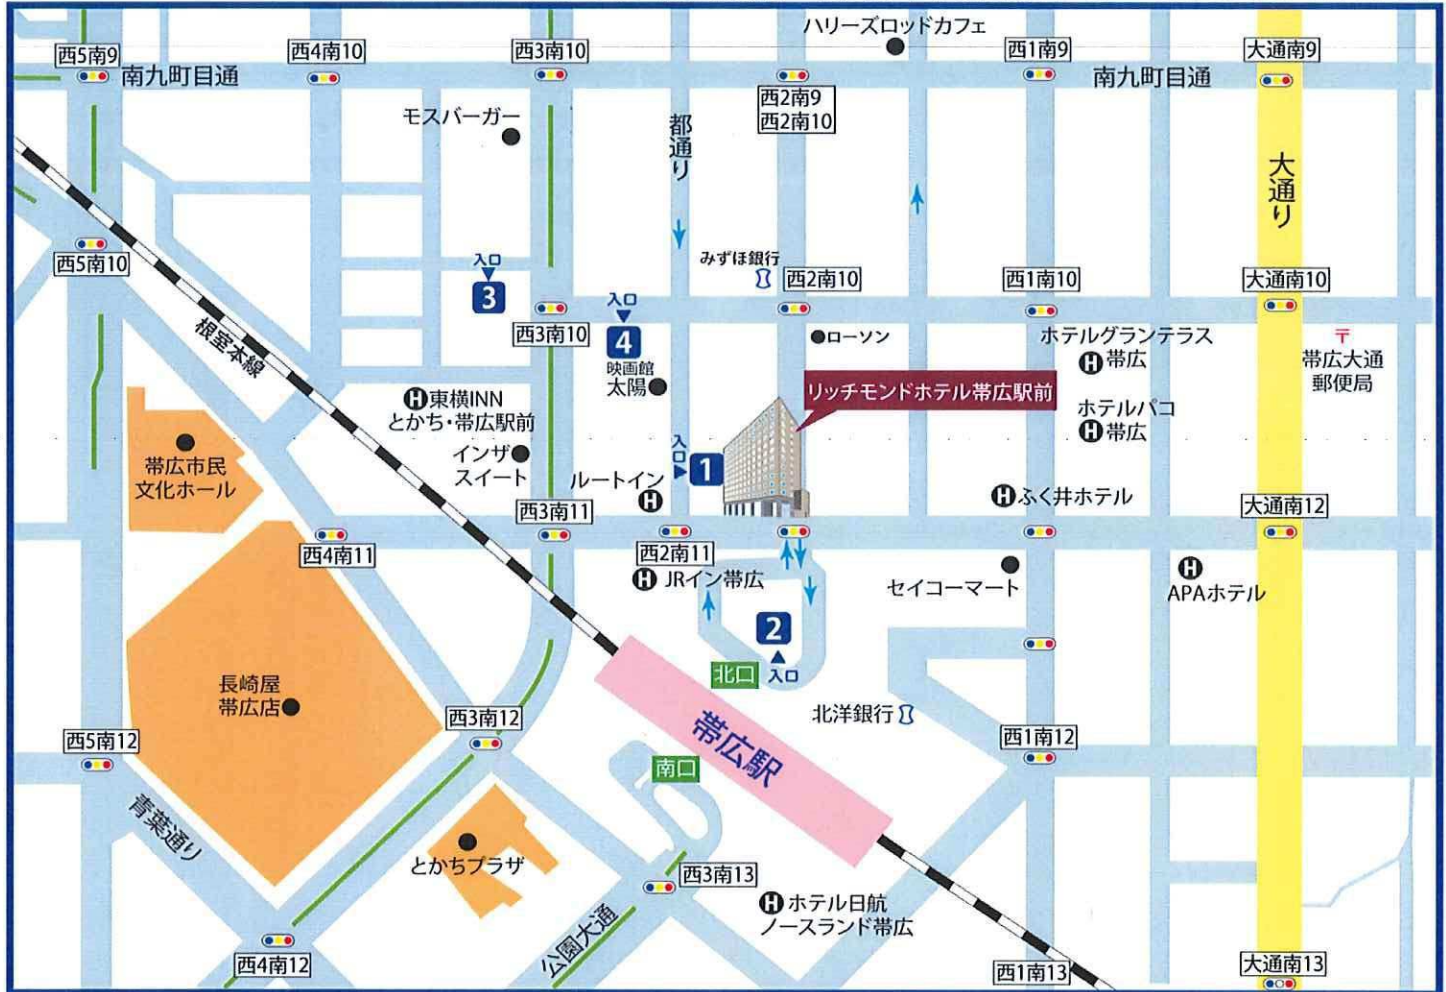 ハリーズロッドカフェ
西5南9
西4南10
西3南10
西1南9
大通南9
南九町目通
南九町目通
西2南9
西2南10
モスバーガー
都通り
大通り
西5南10
みずほ銀行
入口
3
西2南10
西1南10
大通南10
入口
4
西3南10
根室本線
ローソン
ホテルグランテラス
帯広
〒
帯広大通
郵便局
映画館
太陽
リッチモンドホテル帯広駅前
H東横INN
とかち・帯広駅前
ホテルパコ
H帯広
帯広市民
文化ホール
インザ
スイート
入口
1
ルートイン
H
Hふく井ホテル
西3南11
大通南12
西4南11
西2南11
H JRイン帯広
セイコーマート
H
APAホテル
2
入口
北口
長崎屋
帯広店
西3南12
北洋銀行
西5南12
西1南12
帯広駅
南口
青葉通り
とかちプラザ
西3南13
Hホテル日航
ノースランド帯広
公園大通
西4南12
西1南13
大通南13